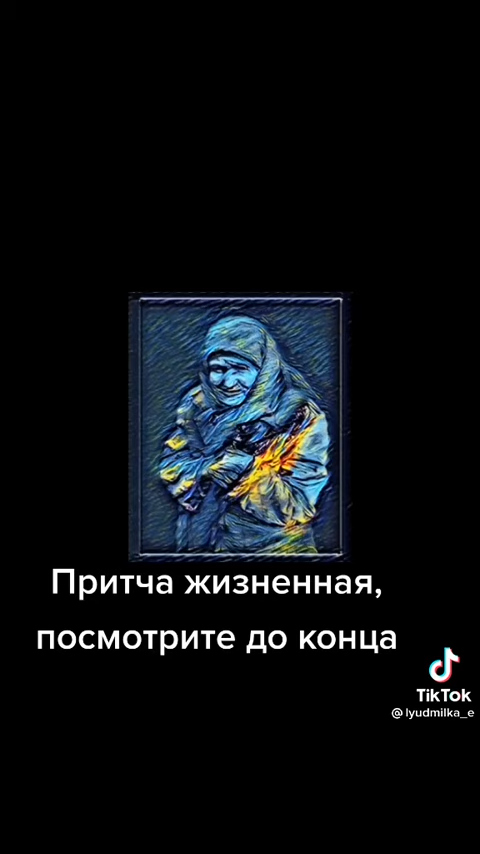 Притча жизненная,
посмотрите до конца
TikTok
@lyudmilka_e